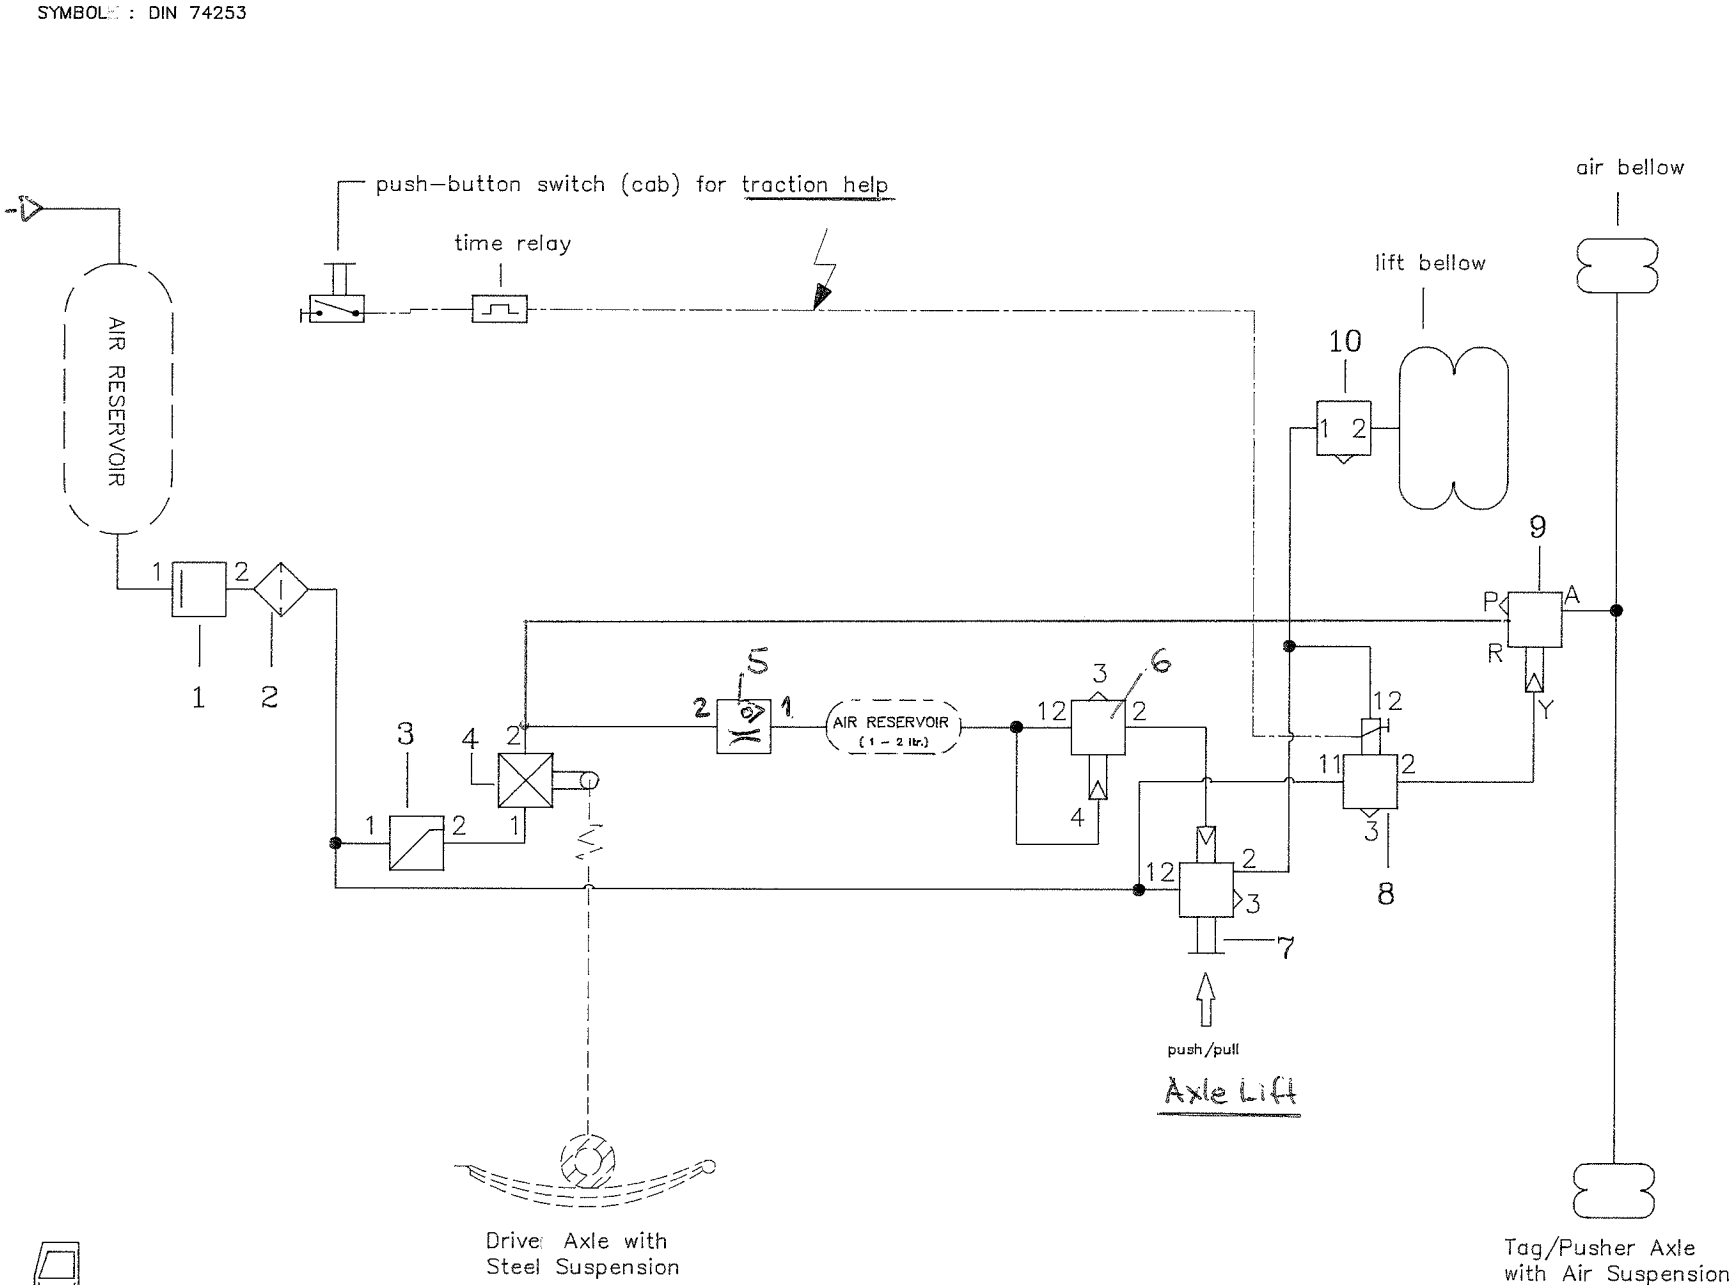 SYMBOL : DIN 74253
air bellow
push-button switch (cab) for traction help
time relay
lift bellow
AIR RESERVOIR
10
1 2
9
1 2
P A
R
Y
1
2
5
6
3
2
1
AIR RESERVOIR
( 1 - 2 ltr.)
12
2
12
3
4
2
11
2
1
2
1
4
3
12
2
3
8
7
push/pull
Axle Lift
Drive Axle with
Steel Suspension
Tag/Pusher Axle
with Air Suspension